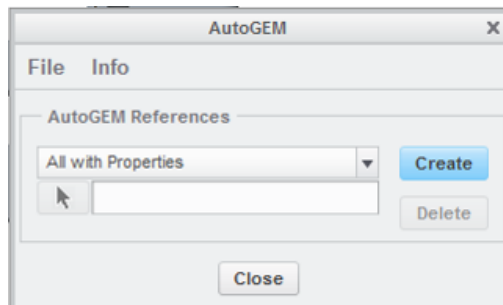 AutoGEM X
File Info
AutoGEM References
All with Properties Create
Delete
Close